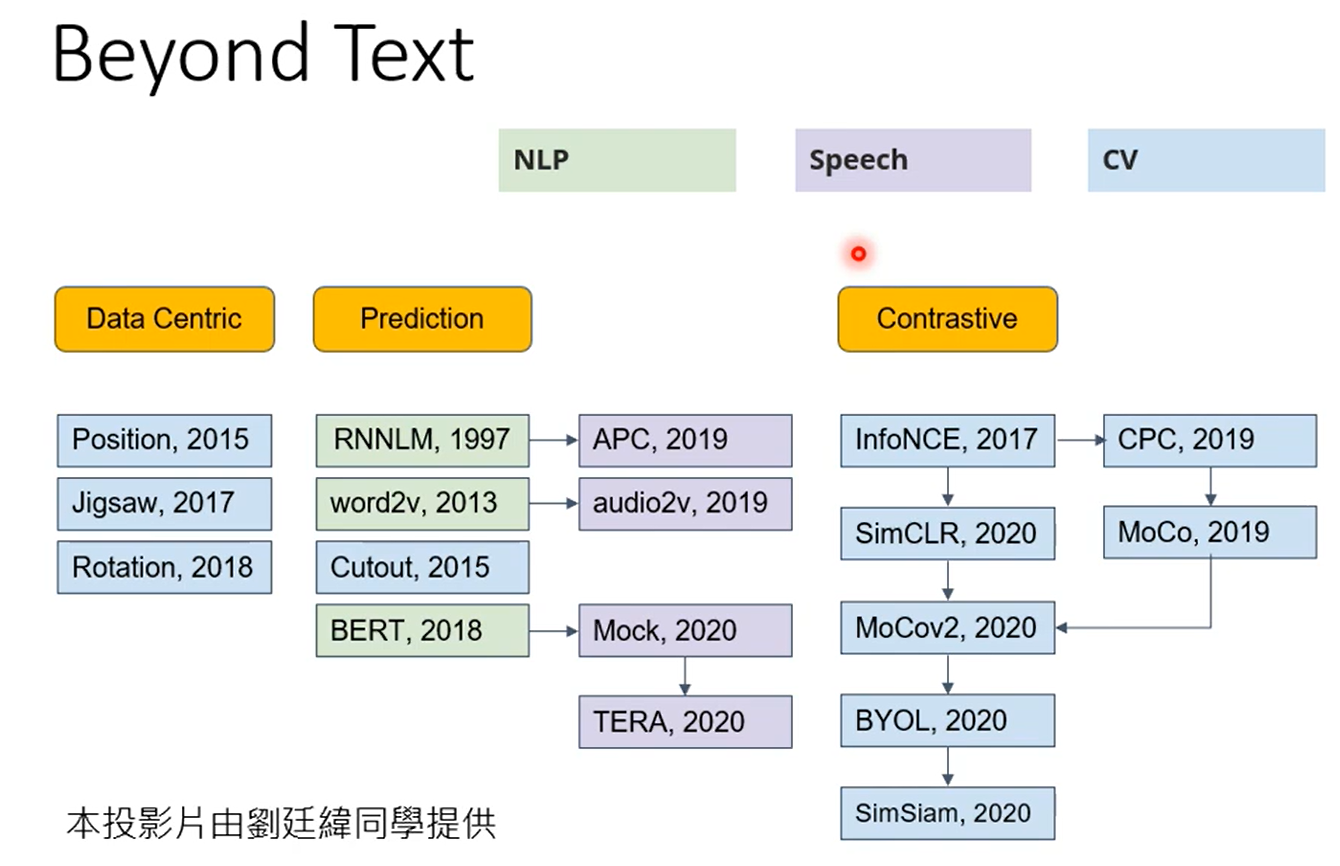 Beyond Text
NLP
Speech
CV
Data Centric
Prediction
Contrastive
Position, 2015
Jigsaw, 2017
Rotation, 2018
RNNLM, 1997
word2v, 2013
Cutout, 2015
BERT, 2018
APC, 2019
audio2v, 2019
Mock, 2020
TERA, 2020
InfoNCE, 2017
SimCLR, 2020
MoCov2, 2020
BYOL, 2020
SimSiam, 2020
CPC, 2019
MoCo, 2019
本投影片由劉廷緯同學提供